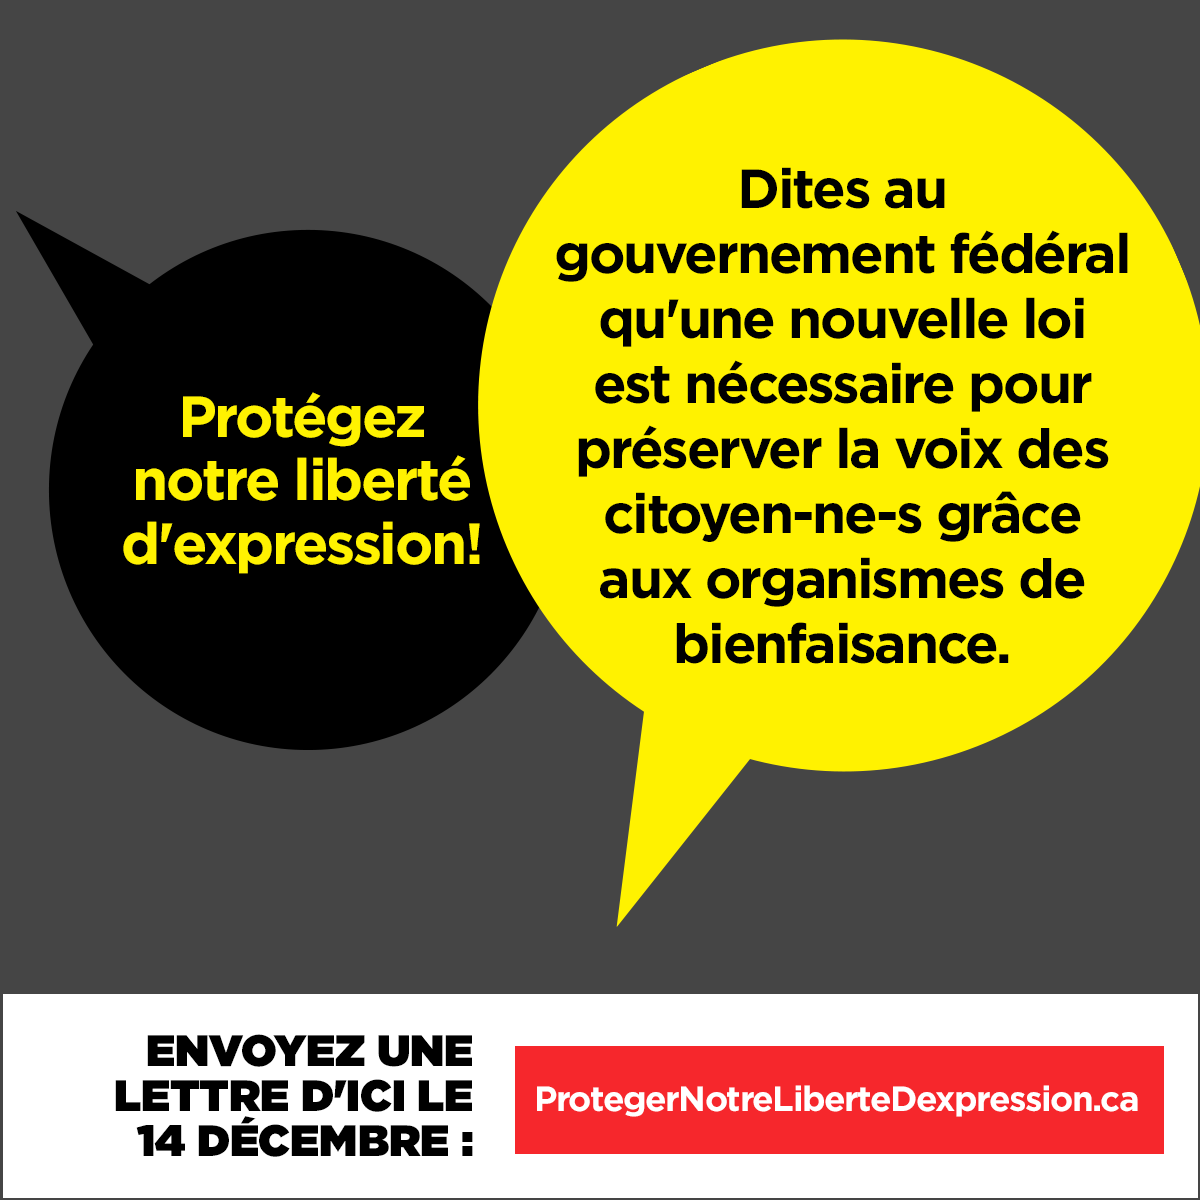 Protégez
notre liberté
d'expression!
Dites au
gouvernement fédéral
qu'une nouvelle loi
est nécessaire pour
préserver la voix des
citoyen-ne-s grâce
aux organismes de
bienfaisance.
ENVOYEZ UNE
LETTRE D'ICI LE
14 DÉCEMBRE :
ProtegerNotreLiberteDexpression.ca